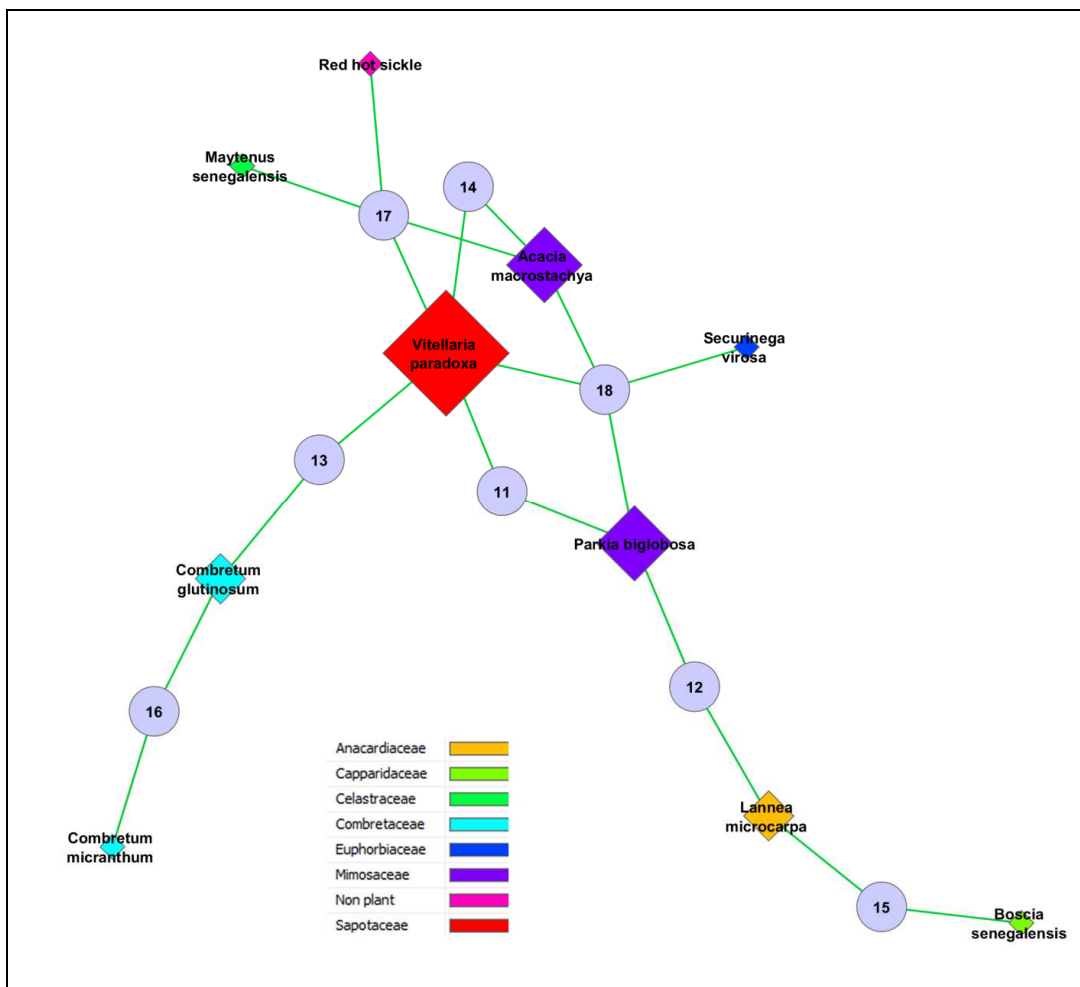 Red hot sickle
Maytenus
senegalensis
14
17
Acacia
macrostachya
Vitellaria
paradoxa
Securinega
virosa
18
13
11
Parkia biglobosa
Combretum
glutinosum
12
16
Anacardiaceae
Capparidaceae
Celastraceae
Combretaceae
Euphorbiaceae
Mimosaceae
Non plant
Sapotaceae
Lannea
microcarpa
Combretum
micranthum
15
Boscia
senegalensis